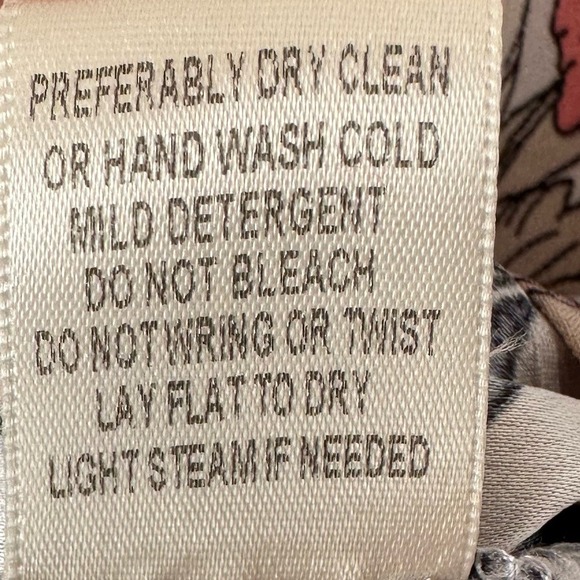 PREFERABLY DRY CLEAN
OR HAND WASH COLD
MILD DETERGENT
DO NOT BLEACH
DO NOT WRING OR TWIST
LAY FLAT TO DRY
LIGHT STEAM IF NEEDED